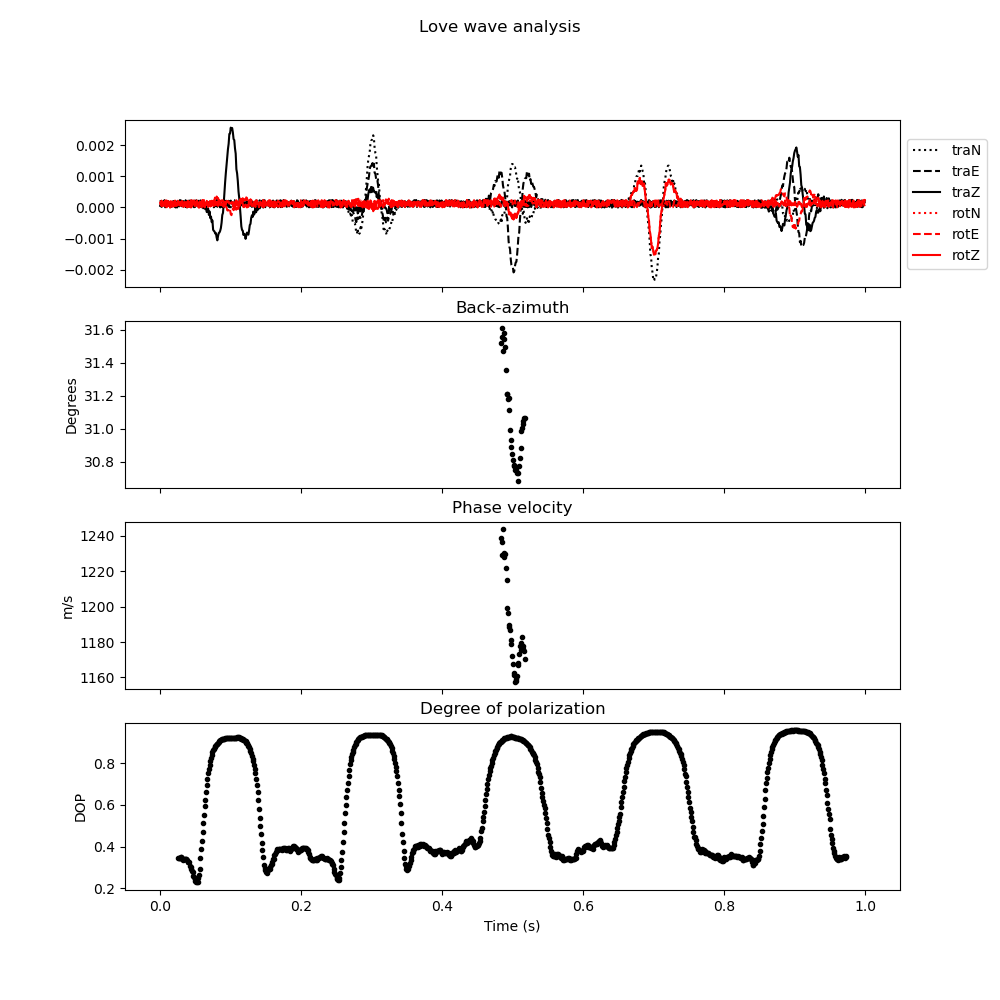 Love wave analysis
0.002
0.001
0.000
−0.001
−0.002
traN
traE
traZ
rotN
rotE
rotZ
Back-azimuth
31.6
31.4
31.2
31.0
30.8
Degrees
Phase velocity
1240
1220
1200
1180
1160
m/s
Degree of polarization
0.8
0.6
0.4
0.2
DOP
0.0 0.2 0.4 0.6 0.8 1.0
Time (s)